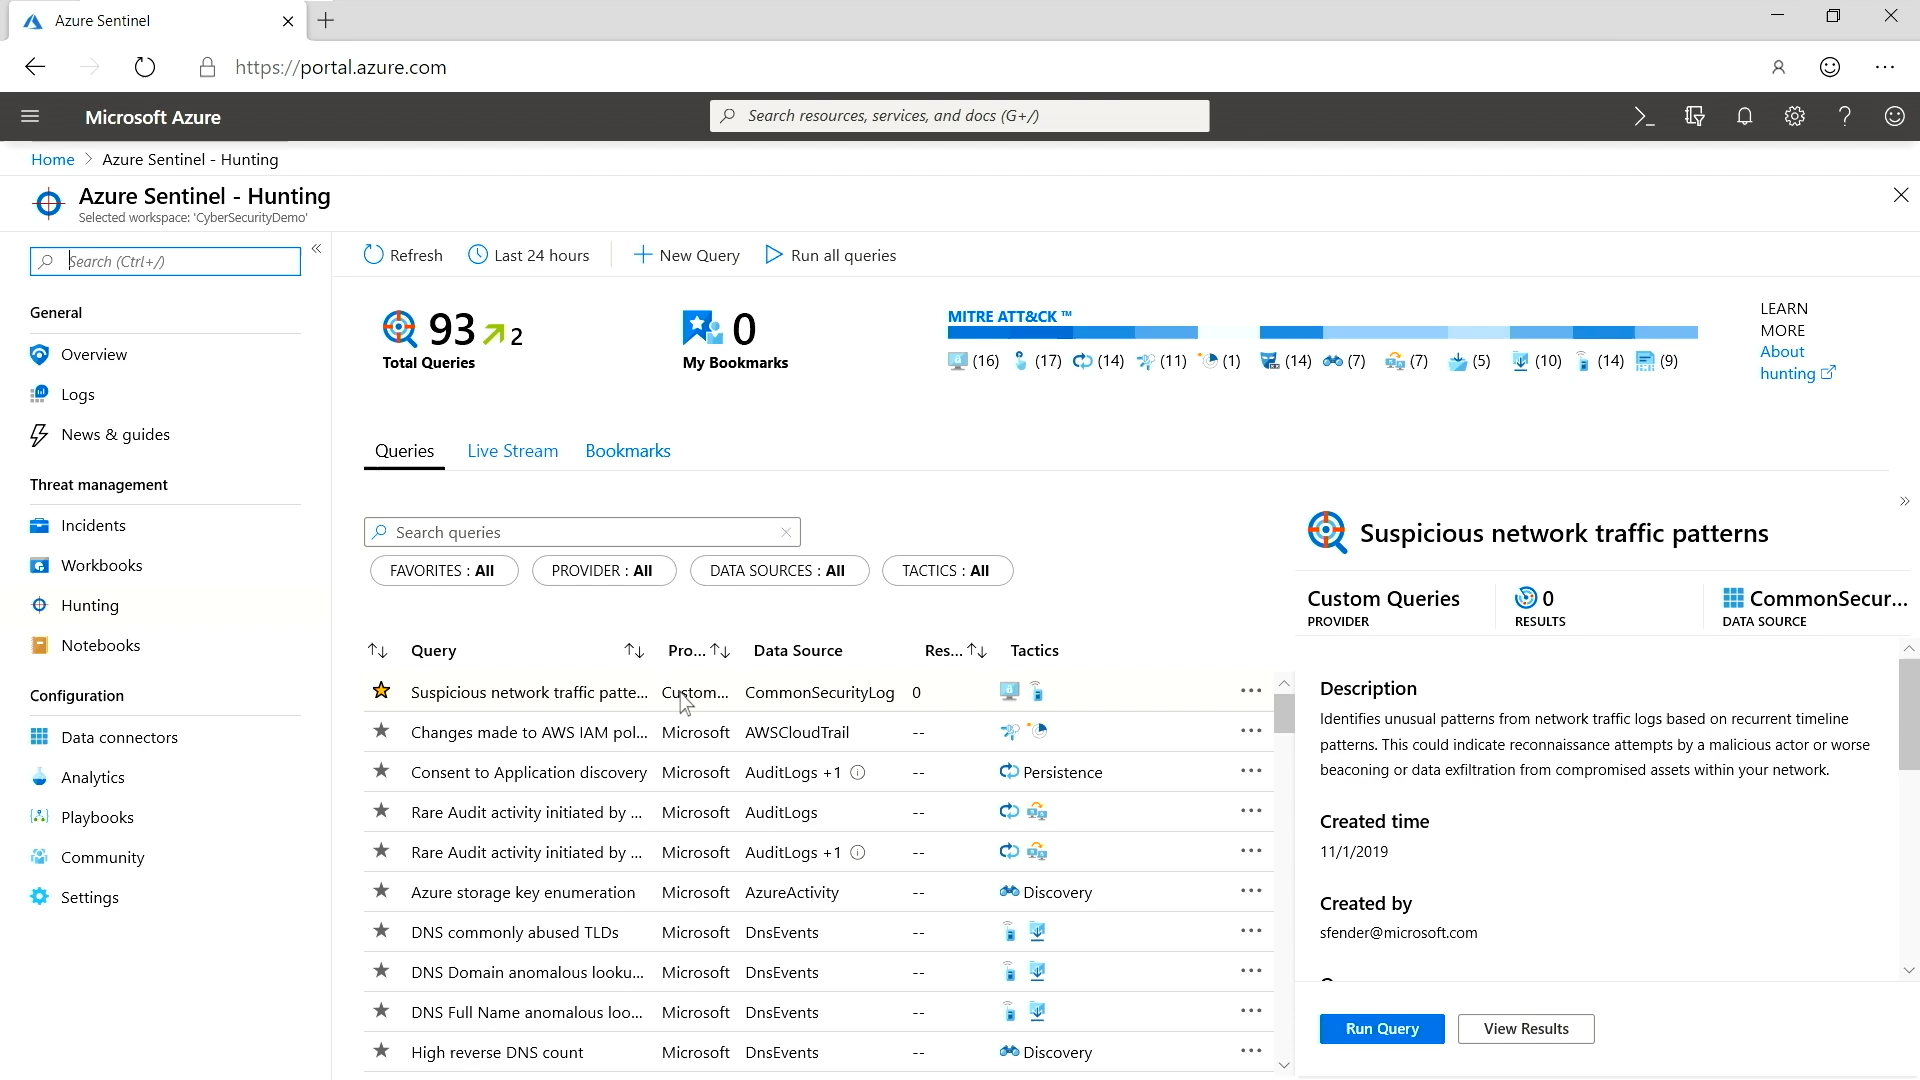 Azure Sentinel
https://portal.azure.com
Microsoft Azure
Search resources, services, and docs (G+/)
Home > Azure Sentinel - Hunting
Azure Sentinel - Hunting
Selected workspace: 'CyberSecurityDemo'
Search (Ctrl+/)
General
Overview
Logs
News & guides
Threat management
Incidents
Workbooks
Hunting
Notebooks
Configuration
Data connectors
Analytics
Playbooks
Community
Settings
Refresh
Last 24 hours
New Query
Run all queries
93 2
Total Queries
0
My Bookmarks
MITRE ATT&CK ™
(16) (17) (14) (11) (1) (14) (7) (7) (5) (10) (14) (9)
LEARN
MORE
About
hunting
Queries Live Stream Bookmarks
Search queries
FAVORITES : All PROVIDER : All DATA SOURCES : All TACTICS : All
Query Pro... Data Source Res... Tactics
Suspicious network traffic patte... Custom... CommonSecurityLog 0
Changes made to AWS IAM pol... Microsoft AWSCloudTrail --
Consent to Application discovery Microsoft AuditLogs +1 -- Persistence
Rare Audit activity initiated by ... Microsoft AuditLogs --
Rare Audit activity initiated by ... Microsoft AuditLogs +1 --
Azure storage key enumeration Microsoft AzureActivity -- Discovery
DNS commonly abused TLDs Microsoft DnsEvents --
DNS Domain anomalous looku... Microsoft DnsEvents --
DNS Full Name anomalous loo... Microsoft DnsEvents --
High reverse DNS count Microsoft DnsEvents -- Discovery
Suspicious network traffic patterns
Custom Queries 0 CommonSecur...
PROVIDER RESULTS DATA SOURCE
Description
Identifies unusual patterns from network traffic logs based on recurrent timeline
patterns. This could indicate reconnaissance attempts by a malicious actor or worse
beaconing or data exfiltration from compromised assets within your network.
Created time
11/1/2019
Created by
sfender@microsoft.com
Run Query View Results